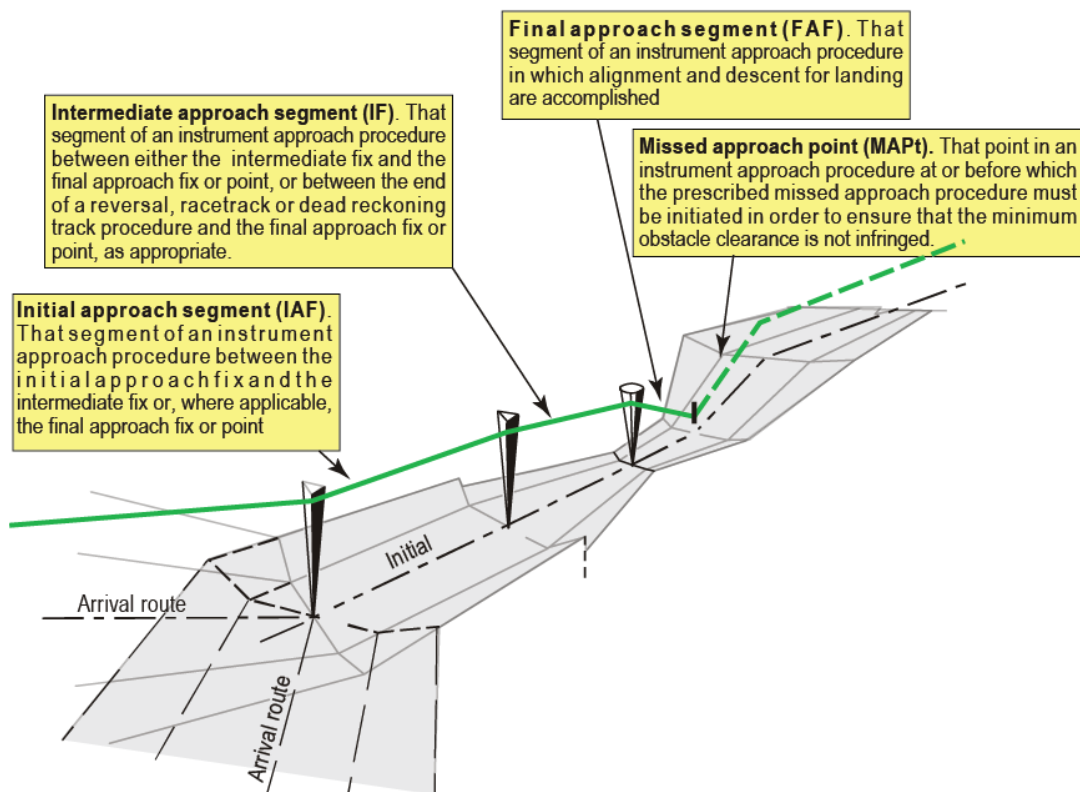 Final approach segment (FAF). That
segment of an instrument approach procedure
in which alignment and descent for landing
are accomplished
Intermediate approach segment (IF). That
segment of an instrument approach procedure
between either the intermediate fix and the
final approach fix or point, or between the end
of a reversal, racetrack or dead reckoning
track procedure and the final approach fix or
point, as appropriate.
Missed approach point (MAPt). That point in an
instrument approach procedure at or before which
the prescribed missed approach procedure must
be initiated in order to ensure that the minimum
obstacle clearance is not infringed.
Initial approach segment (IAF).
That segment of an instrument
approach procedure between the
initial approach fix and the
intermediate fix or, where applicable,
the final approach fix or point
Initial
Arrival route
Arrival route